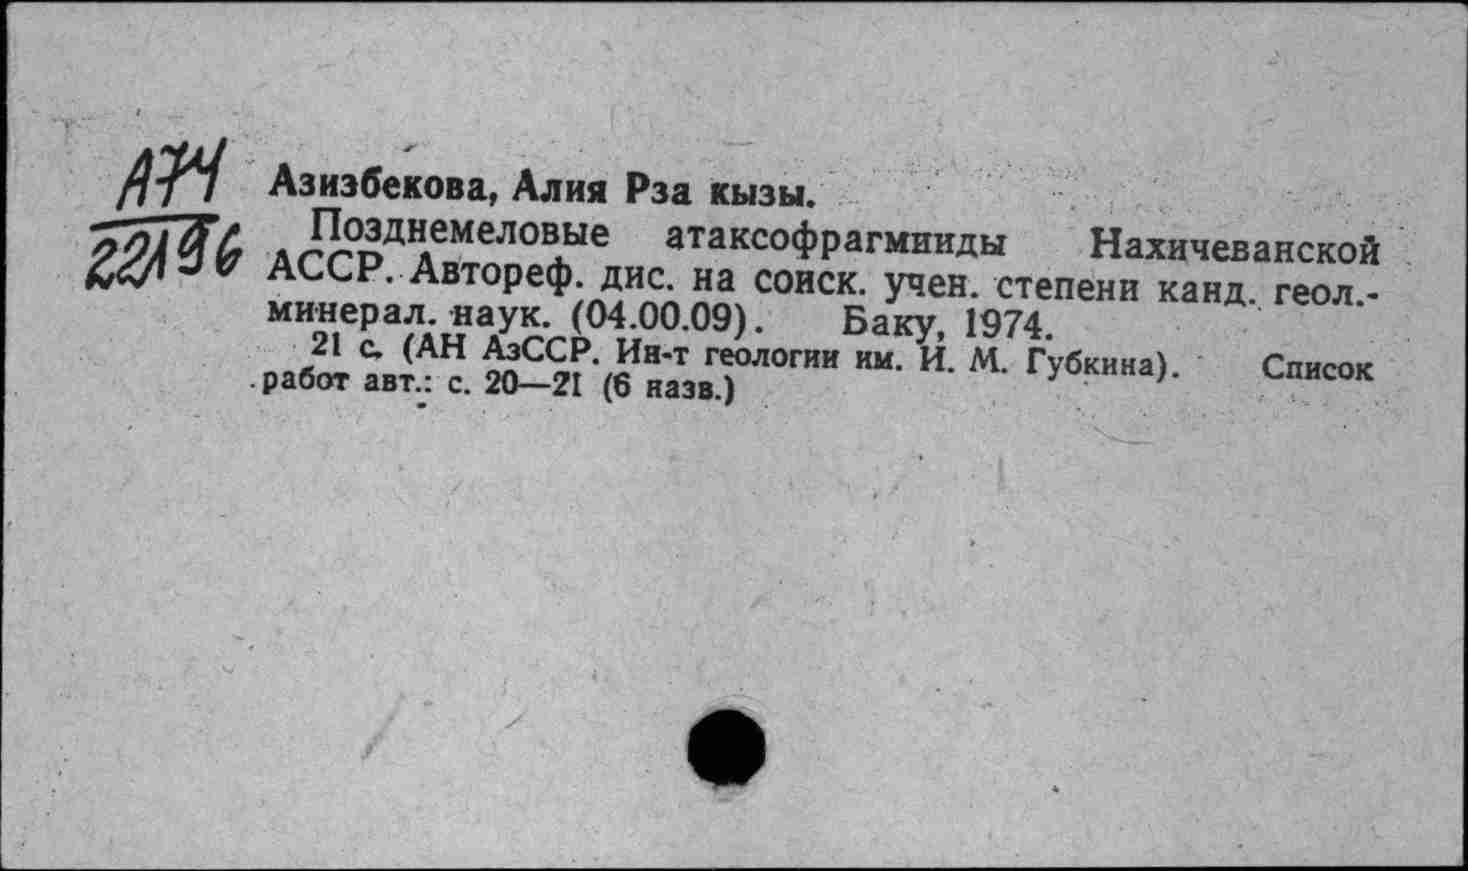 А74
22196
Азизбекова, Алия Рза кызы.
Позднемеловые атаксофрагмииды Нахичеванской
АССР. Автореф. дис. на соиск. учен. степени канд. геол.-
минерал. наук. (04.00.09). Баку, 1974.
21 с. (АН АзССР. Ин-т геологии им. И. М. Губкина). Список
работ авт.: с. 20—21 (6 назв.)